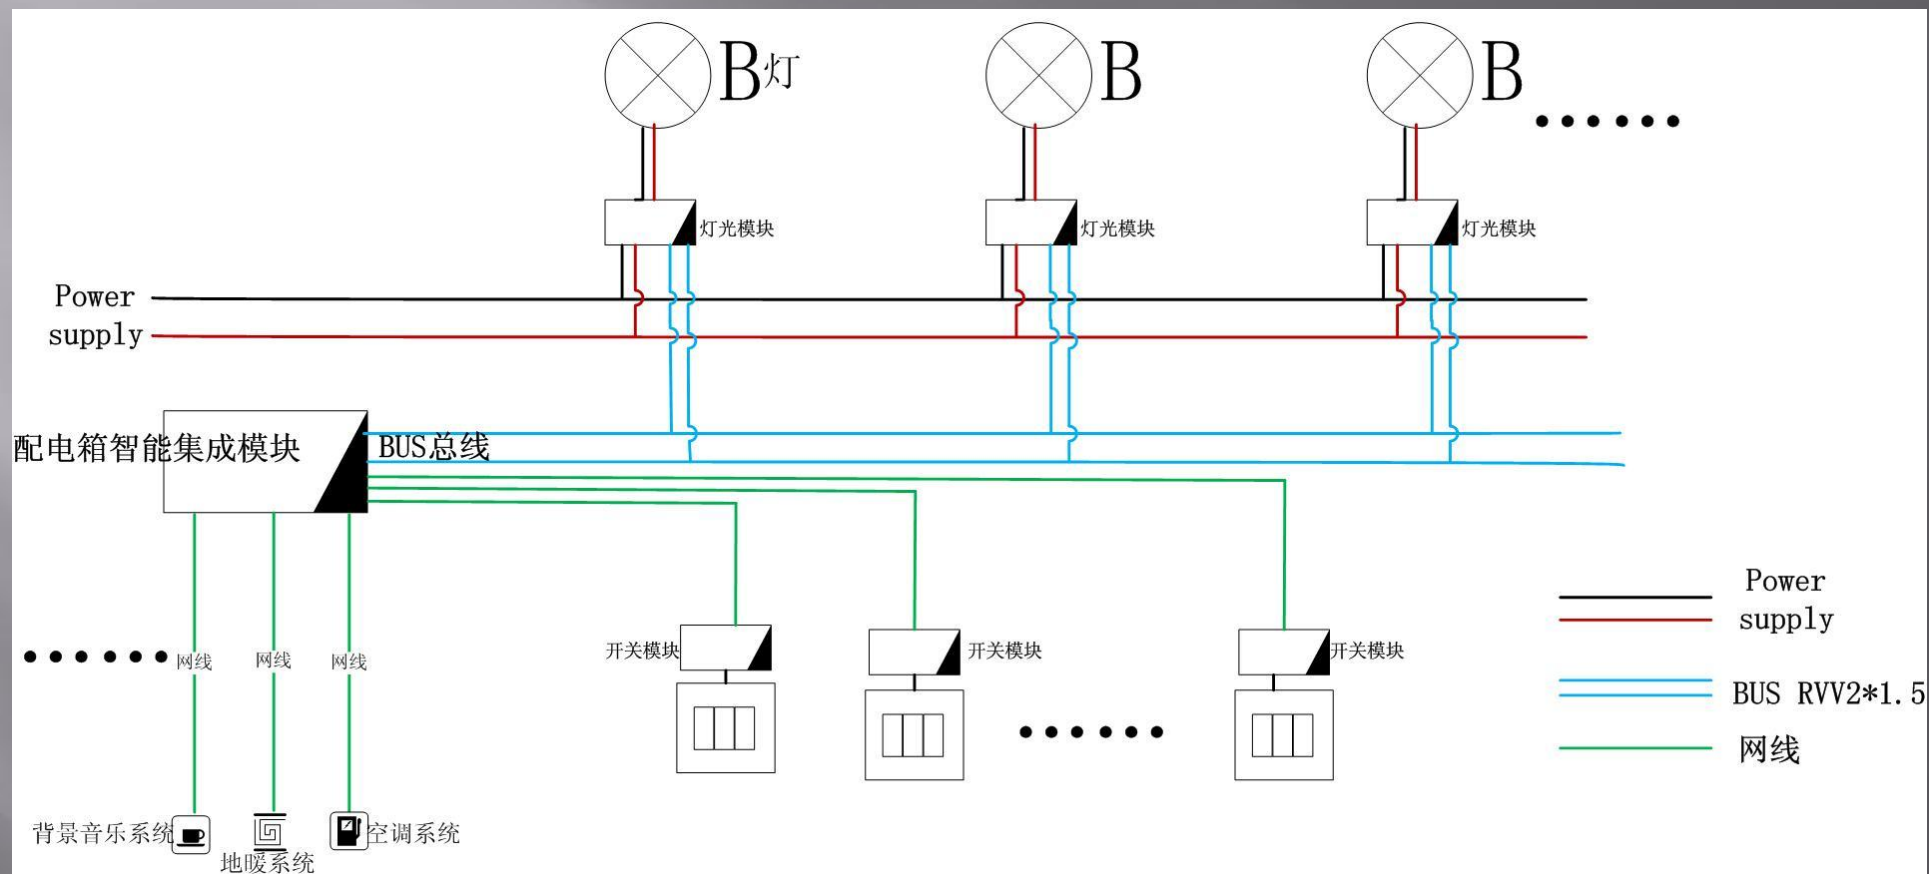 B灯
B
B
灯光模块
灯光模块
灯光模块
Power
supply
配电箱智能集成模块
BUS总线
Power
supply
BUS RVV2*1.5
网线
开关模块
开关模块
开关模块
网线
网线
网线
背景音乐系统
地暖系统
空调系统